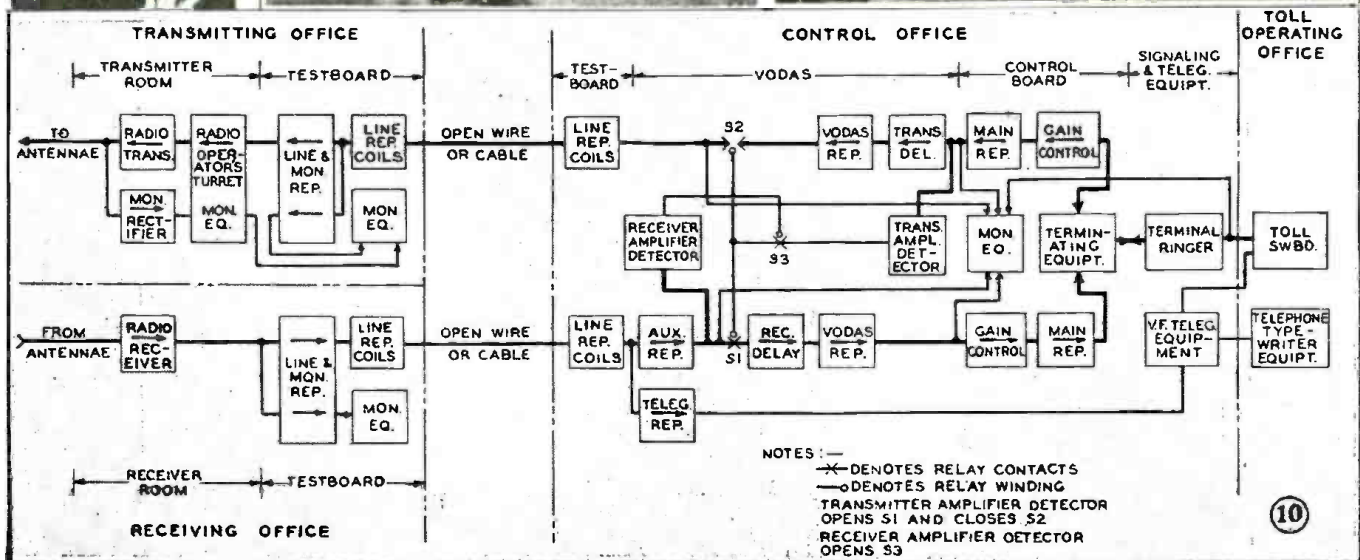 TRANSMITTING OFFICE
CONTROL OFFICE
TOLL
OPERATING
OFFICE
TRANSMITTER
ROOM
TESTBOARD
TEST-
BOARD
VODAS
CONTROL
BOARD
SIGNALING
& TELEG.
EQUIPT.
TO
ANTENNAE
RADIO
TRANS.
RADIO
OPER-
ATOR'S
TURRET
MON.
EQ.
LINE &
MON.
REP.
LINE
REP.
COILS
OPEN WIRE
OR CABLE
LINE
REP.
COILS
S2
VODAS
REP.
TRANS.
DEL.
MAIN
REP.
GAIN
CONTROL
MON.
RECT-
IFIER
MON.
EQ.
RECEIVER
AMPLIFIER
DETECTOR
S3
TRANS.
AMPL.
DET-
ECTOR
MON.
EQ.
TERMIN-
ATING
EQUIPT.
TERMINAL
RINGER
TOLL
SWBD.
FROM
ANTENNAE
RADIO
REC-
EIVER
LINE &
MON.
REP.
LINE
REP.
COILS
OPEN WIRE
OR CABLE
LINE
REP.
COILS
AUX.
REP.
S1
REC.
DELAY
VODAS
REP.
GAIN
CONTROL
MAIN
REP.
V.F. TELEG.
EQUIP-
MENT
TELEPHONE
TYPE-
WRITER
EQUIPT.
MON.
EQ.
TELEG.
REP.
RECEIVER
ROOM
TESTBOARD
RECEIVING OFFICE
NOTES:—
DENOTES RELAY CONTACTS
DENOTES RELAY WINDING
TRANSMITTER AMPLIFIER DETECTOR
OPENS S1 AND CLOSES S2
RECEIVER AMPLIFIER DETECTOR
OPENS S3
10